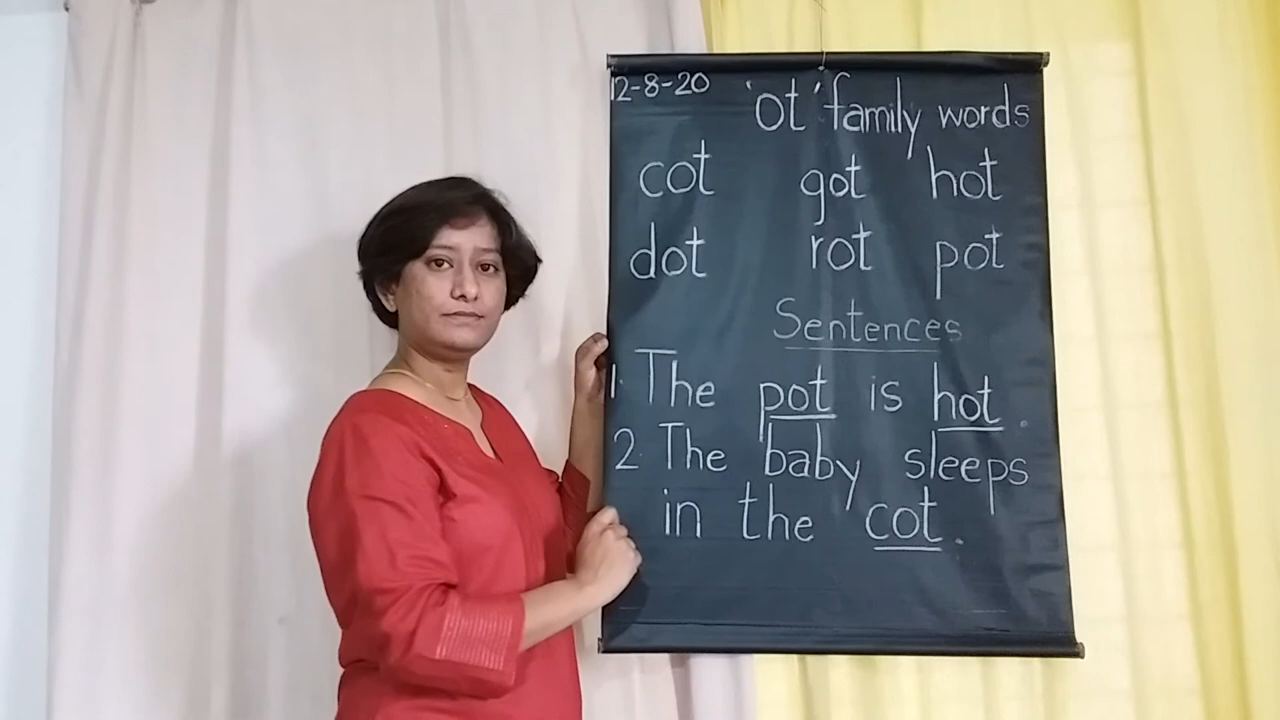 12-8-20 'ot' family words
cot got hot
dot rot pot
Sentences
1. The pot is hot.
2 The baby sleeps
in the cot.